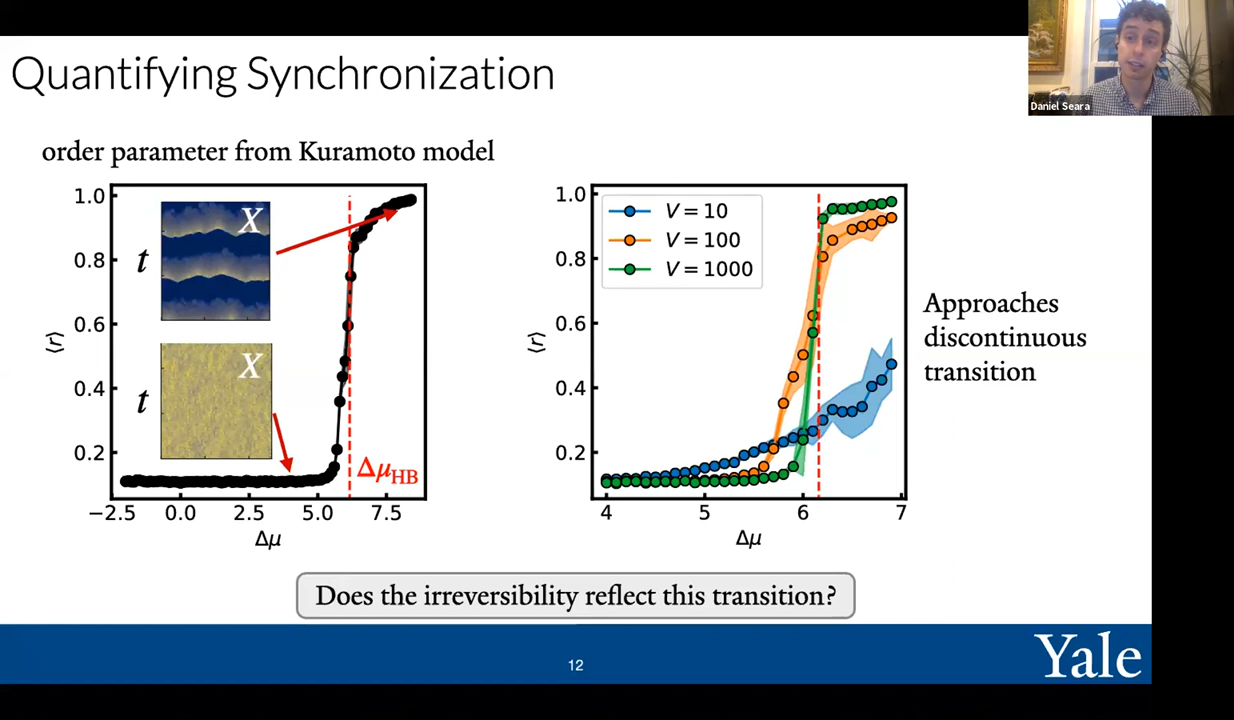 Quantifying Synchronization
Daniel Seara
order parameter from Kuramoto model
1.0
0.8
0.6
0.4
0.2
⟨r⟩
t
X
t
X
Δμ_HB
−2.5 0.0 2.5 5.0 7.5
Δμ
1.0
0.8
0.6
0.4
0.2
⟨r⟩
V = 10
V = 100
V = 1000
4 5 6 7
Δμ
Approaches
discontinuous
transition
Does the irreversibility reflect this transition?
12
Yale